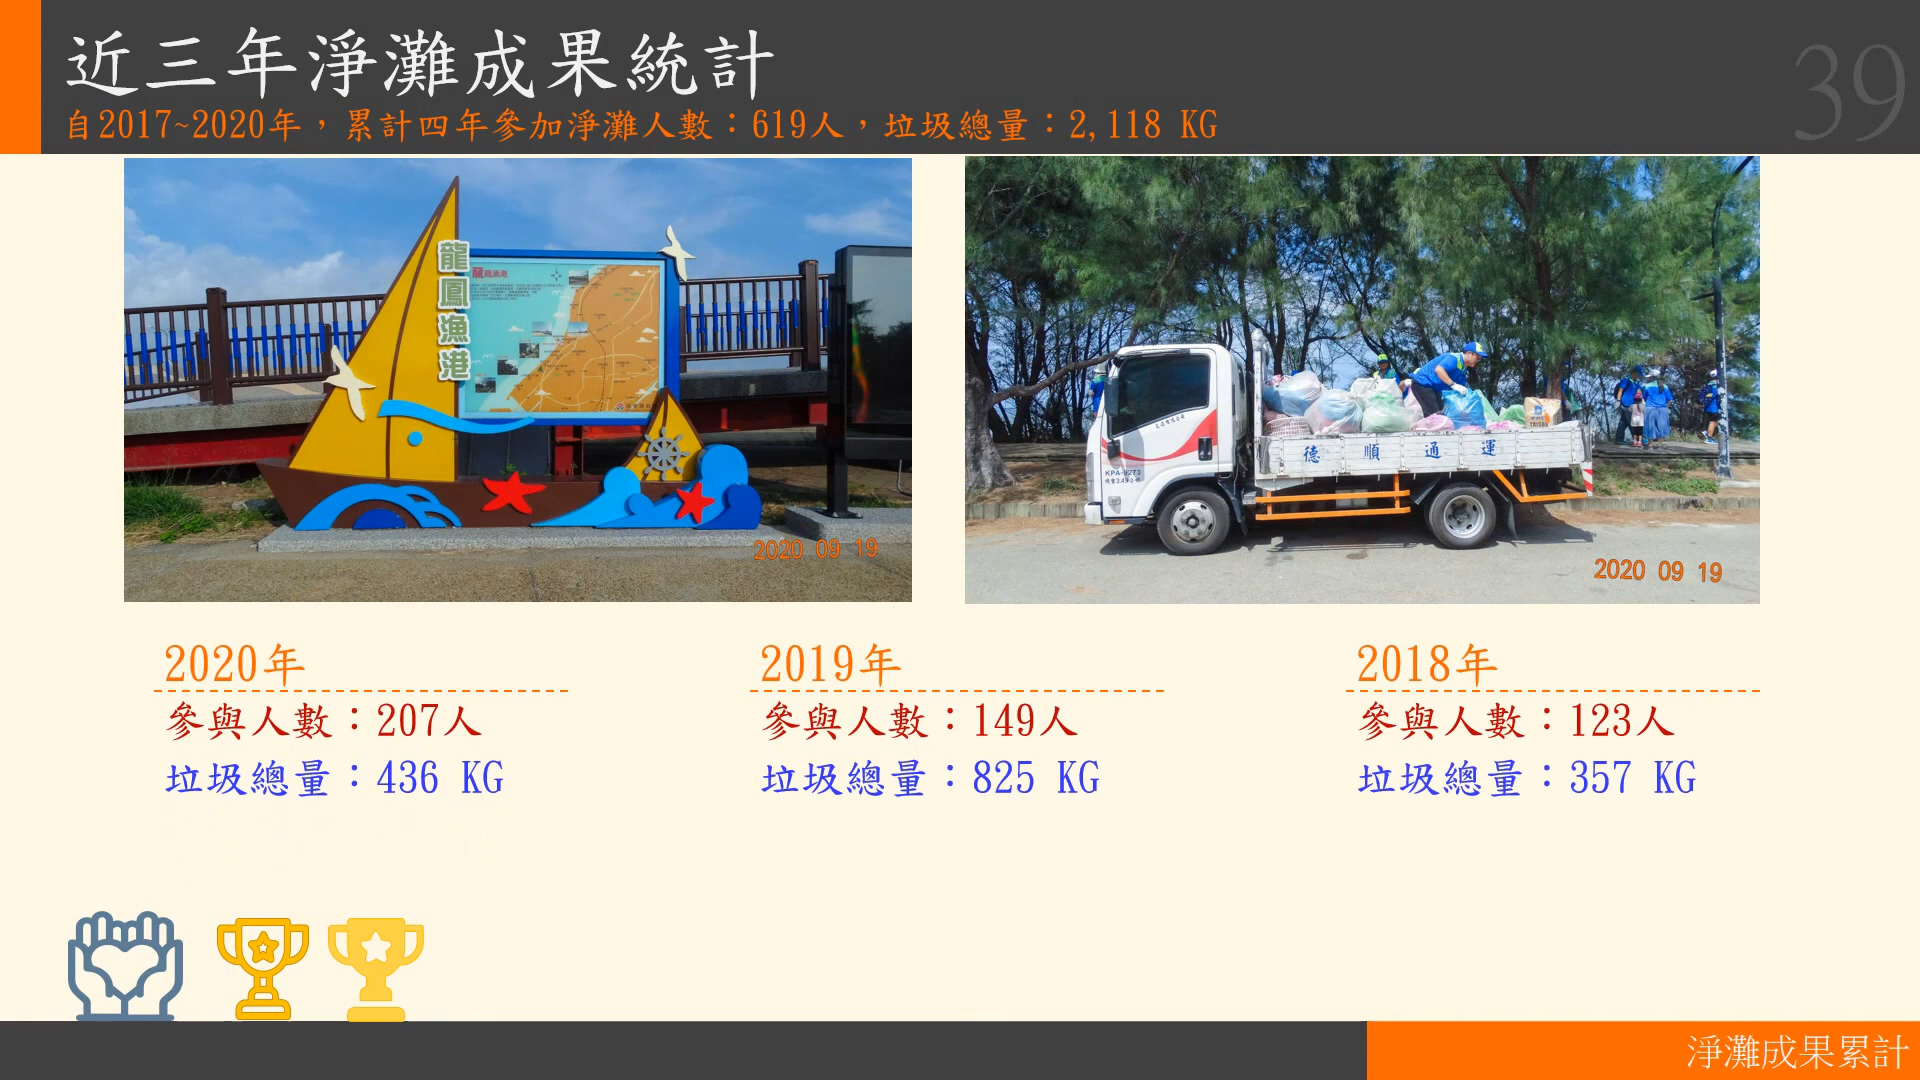 近三年淨灘成果統計
39
自2017~2020年，累計四年參加淨灘人數：619人，垃圾總量：2,118 KG
龍鳳漁港
龍鳳漁港
2020 09 19
KPA-9273
德順通運
2020 09 19
2020年
參與人數：207人
垃圾總量：436 KG
2019年
參與人數：149人
垃圾總量：825 KG
2018年
參與人數：123人
垃圾總量：357 KG
淨灘成果累計